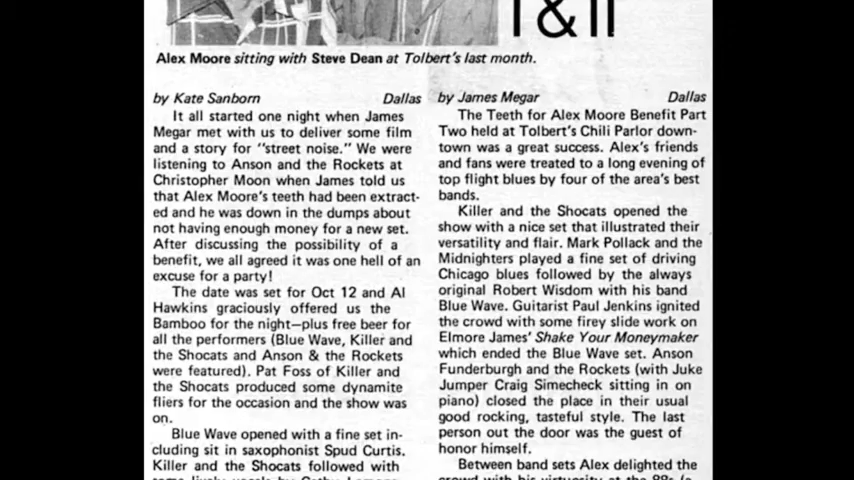 I & II
Alex Moore sitting with Steve Dean at Tolbert's last month.
by Kate Sanborn Dallas
It all started one night when James
Megar met with us to deliver some film
and a story for "street noise." We were
listening to Anson and the Rockets at
Christopher Moon when James told us
that Alex Moore's teeth had been extract-
ed and he was down in the dumps about
not having enough money for a new set.
After discussing the possibility of a
benefit, we all agreed it was one hell of an
excuse for a party!
The date was set for Oct 12 and Al
Hawkins graciously offered us the
Bamboo for the night—plus free beer for
all the performers (Blue Wave, Killer and
the Shocats and Anson & the Rockets
were featured). Pat Foss of Killer and
the Shocats produced some dynamite
fliers for the occasion and the show was
on.
Blue Wave opened with a fine set in-
cluding sit in saxophonist Spud Curtis.
Killer and the Shocats followed with
by James Megar Dallas
The Teeth for Alex Moore Benefit Part
Two held at Tolbert's Chili Parlor down-
town was a great success. Alex's friends
and fans were treated to a long evening of
top flight blues by four of the area's best
bands.
Killer and the Shocats opened the
show with a nice set that illustrated their
versatility and flair. Mark Pollack and the
Midnighters played a fine set of driving
Chicago blues followed by the always
original Robert Wisdom with his band
Blue Wave. Guitarist Paul Jenkins ignited
the crowd with some firey slide work on
Elmore James' Shake Your Moneymaker
which ended the Blue Wave set. Anson
Funderburgh and the Rockets (with Juke
Jumper Craig Simecheck sitting in on
piano) closed the place in their usual
good rocking, tasteful style. The last
person out the door was the guest of
honor himself.
Between band sets Alex delighted the